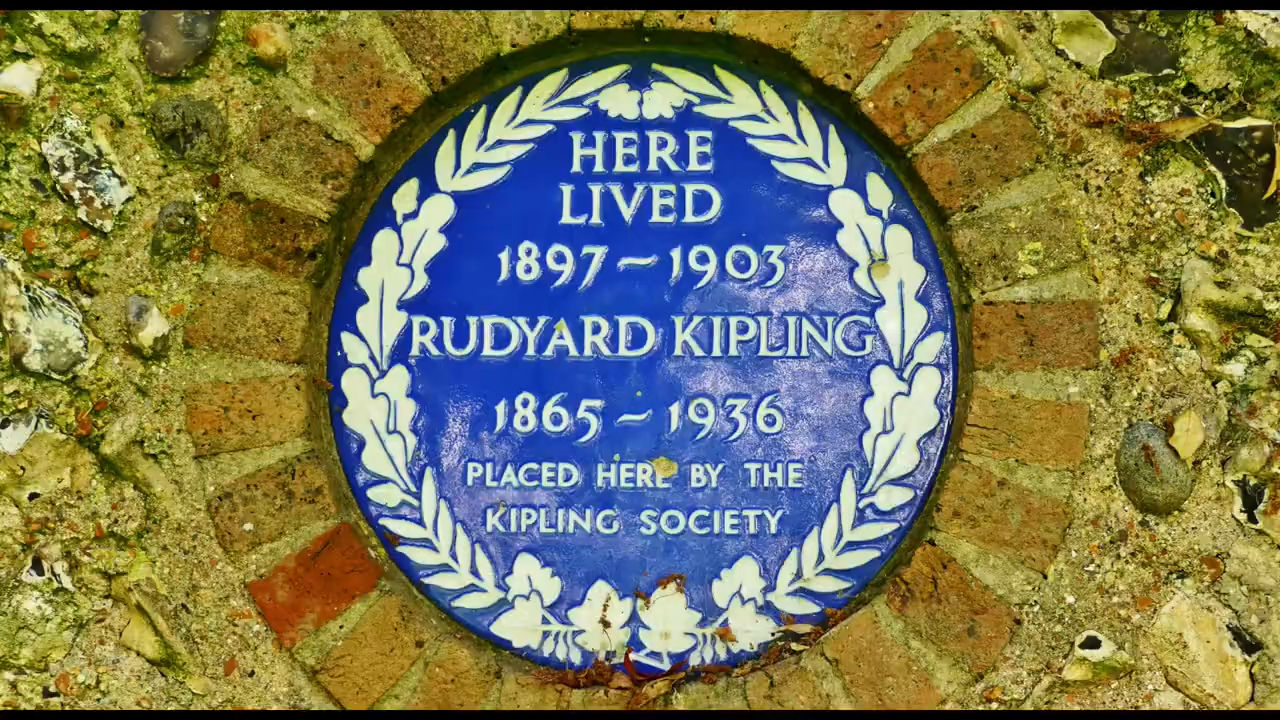 HERE
LIVED
1897 ~ 1903
RUDYARD KIPLING
1865 ~ 1936
PLACED HERE BY THE
KIPLING SOCIETY